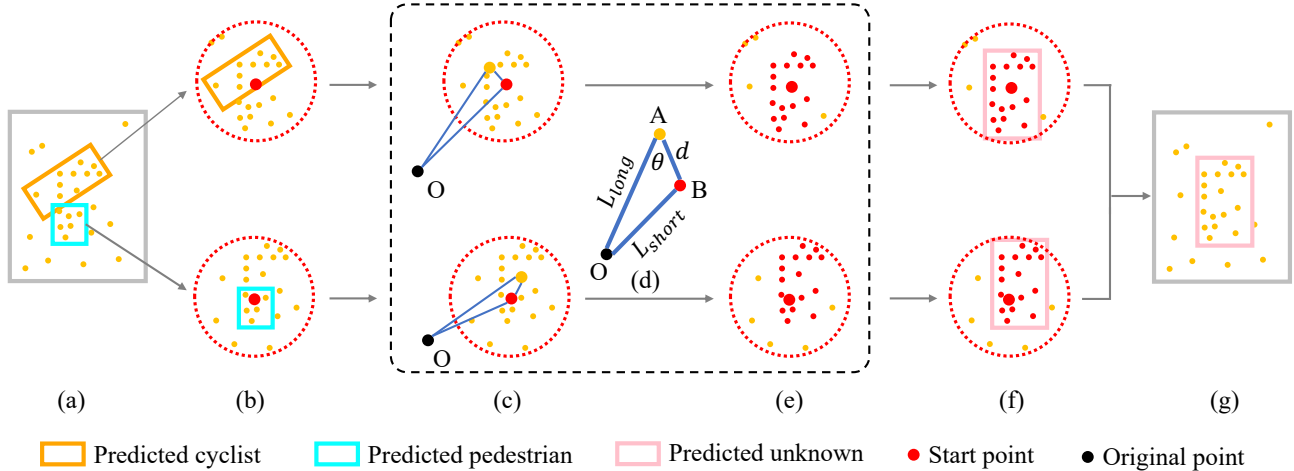 O
A
θ
d
B
L_long
L_short
O
(d)
O
(a)
(b)
(c)
(e)
(f)
(g)
Predicted cyclist
Predicted pedestrian
Predicted unknown
Start point
Original point